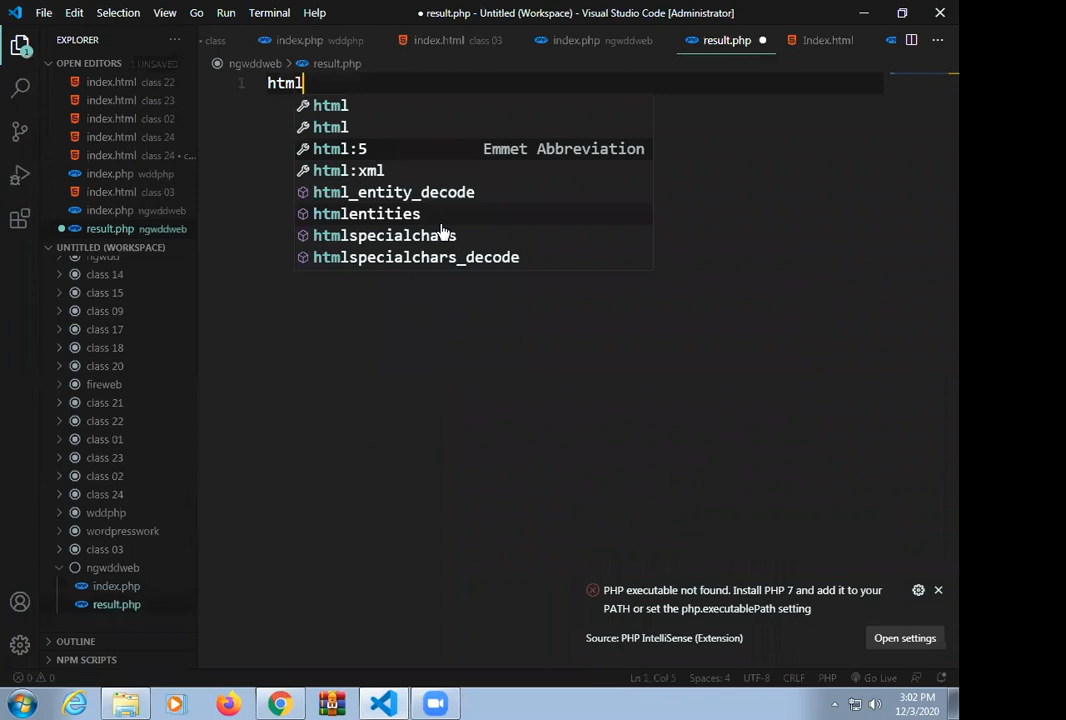 File Edit Selection View Go Run Terminal Help
● result.php - Untitled (Workspace) - Visual Studio Code [Administrator]
EXPLORER
class
index.php wddphp
index.html class 03
index.php ngwddweb
result.php
Index.html
OPEN EDITORS 1 UNSAVED
ngwddweb > result.php
index.html class 22
index.html class 23
index.html class 02
index.html class 24
index.html class 24 • c...
index.php wddphp
index.html class 03
index.php ngwddweb
result.php ngwddweb
1 html
html
html
html:5 Emmet Abbreviation
html:xml
html_entity_decode
htmlentities
htmlspecialchars
htmlspecialchars_decode
UNTITLED (WORKSPACE)
ngwdd
class 14
class 15
class 09
class 17
class 18
class 20
fireweb
class 21
class 22
class 01
class 23
class 02
class 24
wddphp
wordpresswork
class 03
ngwddweb
index.php
result.php
PHP executable not found. Install PHP 7 and add it to your
PATH or set the php.executablePath setting
Source: PHP IntelliSense (Extension)
Open settings
OUTLINE
NPM SCRIPTS
0 0
Ln 1, Col 5 Spaces: 4 UTF-8 CRLF PHP Go Live
3:02 PM
12/3/2020